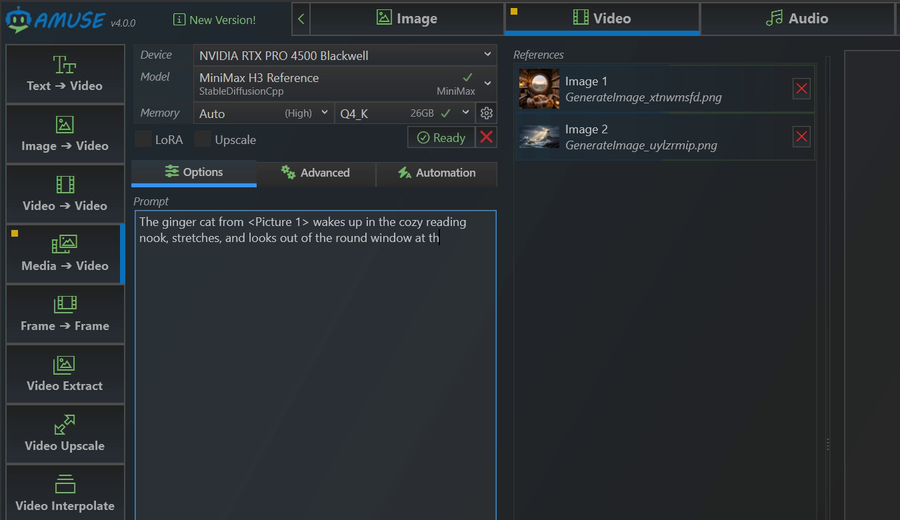 AMUSE v4.0.0
New Version!
Image
Video
Audio
Text → Video
Image → Video
Video → Video
Media → Video
Frame → Frame
Video Extract
Video Upscale
Video Interpolate
Device
NVIDIA RTX PRO 4500 Blackwell
Model
MiniMax H3 Reference
StableDiffusionCpp
MiniMax
Memory
Auto
(High)
Q4_K
26GB
LoRA
Upscale
Ready
Options
Advanced
Automation
Prompt
The ginger cat from <Picture 1> wakes up in the cozy reading
nook, stretches, and looks out of the round window at th
References
Image 1
GenerateImage_xtnwmsfd.png
Image 2
GenerateImage_uylzrmip.png